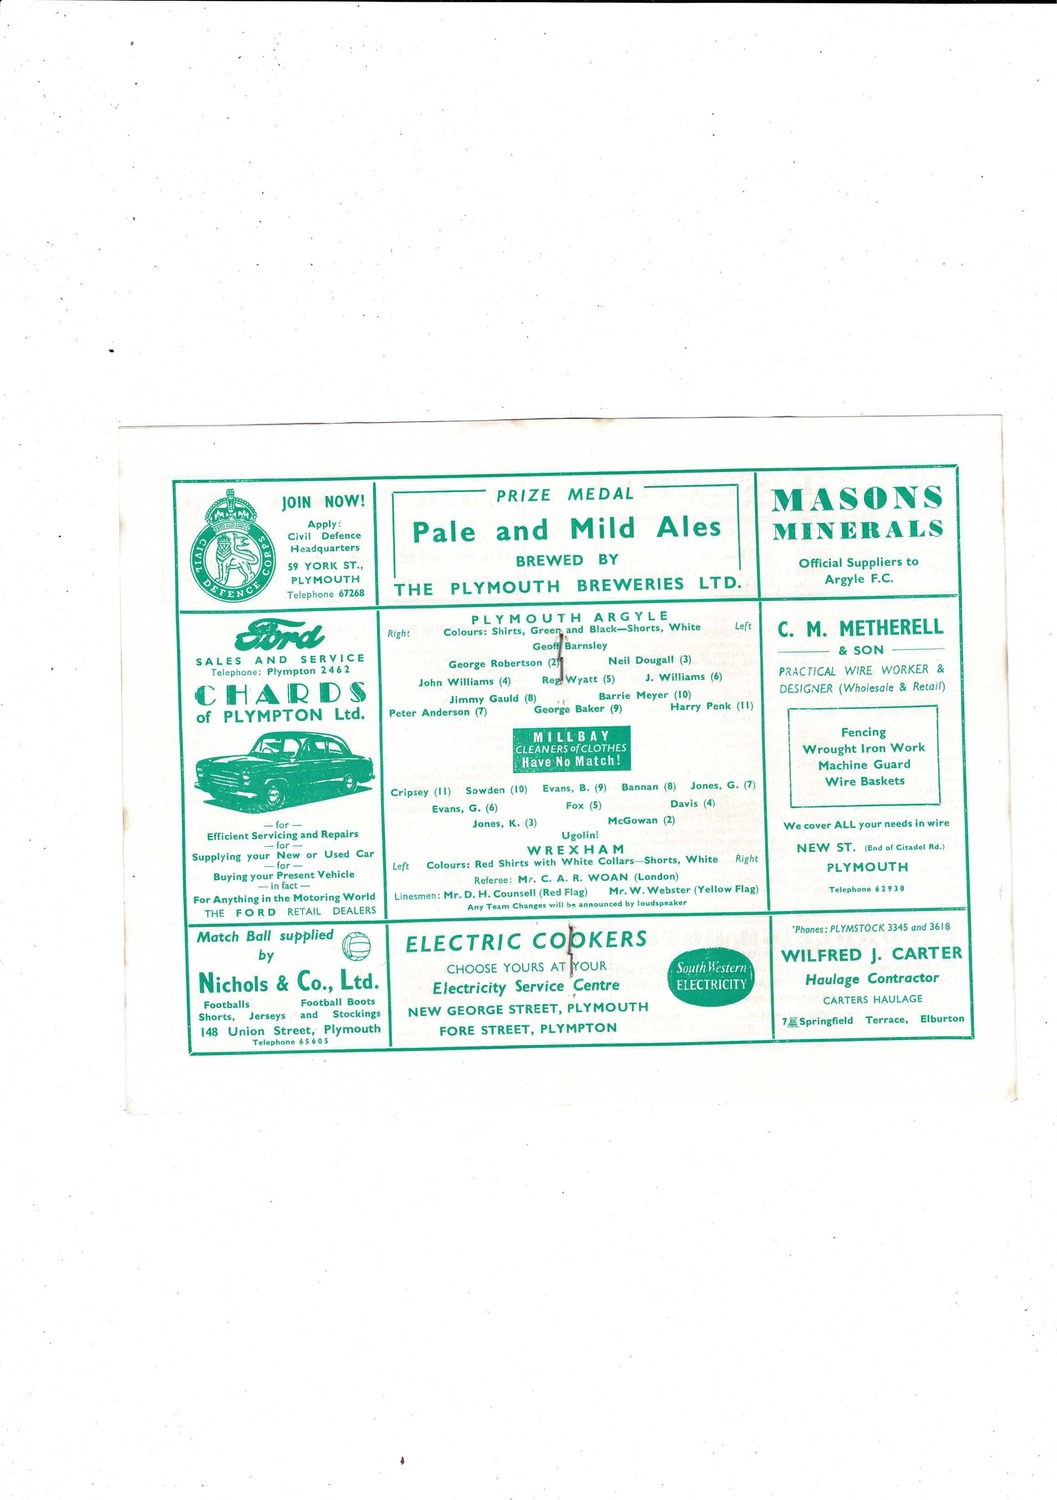 CIVIL DEFENCE CORPS
JOIN NOW!
Apply:
Civil Defence
Headquarters
59 YORK ST.,
PLYMOUTH
Telephone 67268
PRIZE MEDAL
Pale and Mild Ales
BREWED BY
THE PLYMOUTH BREWERIES LTD.
MASONS
MINERALS
Official Suppliers to
Argyle F.C.
Ford
SALES AND SERVICE
Telephone: Plympton 2462
CHARDS
of PLYMPTON Ltd.
— for —
Efficient Servicing and Repairs
— for —
Supplying your New or Used Car
— for —
Buying your Present Vehicle
— in fact —
For Anything in the Motoring World
THE FORD RETAIL DEALERS
PLYMOUTH ARGYLE
Right Colours: Shirts, Green and Black—Shorts, White Left
Geoff Barnsley
George Robertson (2) Neil Dougall (3)
John Williams (4) Reg Wyatt (5) J. Williams (6)
Jimmy Gauld (8) Barrie Meyer (10)
Peter Anderson (7) George Baker (9) Harry Penk (11)
MILLBAY
CLEANERS of CLOTHES
Have No Match!
Cripsey (11) Sowden (10) Evans, B. (9) Bannan (8) Jones, G. (7)
Evans, G. (6) Fox (5) Davis (4)
Jones, K. (3) McGowan (2)
Ugolini
WREXHAM
Left Colours: Red Shirts with White Collars—Shorts, White Right
Referee: Mr. C. A. R. WOAN (London)
Linesmen: Mr. D. H. Counsell (Red Flag) Mr. W. Webster (Yellow Flag)
Any Team Changes will be announced by loudspeaker
C. M. METHERELL
& SON
PRACTICAL WIRE WORKER &
DESIGNER (Wholesale & Retail)
Fencing
Wrought Iron Work
Machine Guard
Wire Baskets
We cover ALL your needs in wire
NEW ST. (End of Citadel Rd.)
PLYMOUTH
Telephone 62930
Match Ball supplied
by
Nichols & Co., Ltd.
Footballs Football Boots
Shorts, Jerseys and Stockings
148 Union Street, Plymouth
Telephone 65605
ELECTRIC COOKERS
CHOOSE YOURS AT YOUR
Electricity Service Centre
NEW GEORGE STREET, PLYMOUTH
FORE STREET, PLYMPTON
South Western
ELECTRICITY
'Phones: PLYMSTOCK 3345 and 3618
WILFRED J. CARTER
Haulage Contractor
CARTERS HAULAGE
7 Springfield Terrace, Elburton